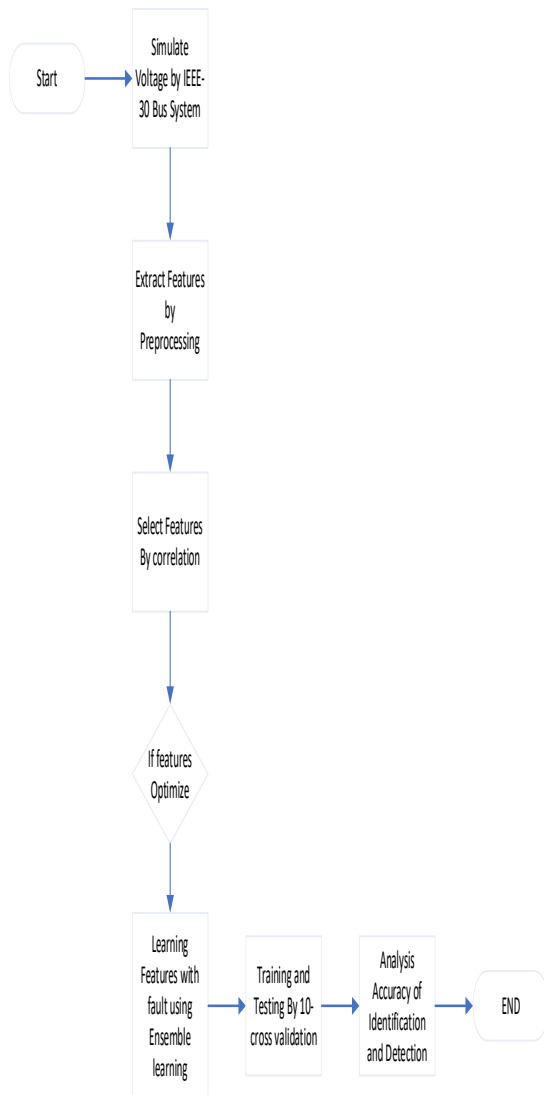 Start
Simulate
Voltage by IEEE-
30 Bus System
Extract Features
by
Preprocessing
Select Features
By correlation
If features
Optimize
Learning
Features with
fault using
Ensemble
learning
Training and
Testing By 10-
cross validation
Analysis
Accuracy of
Identification
and Detection
END